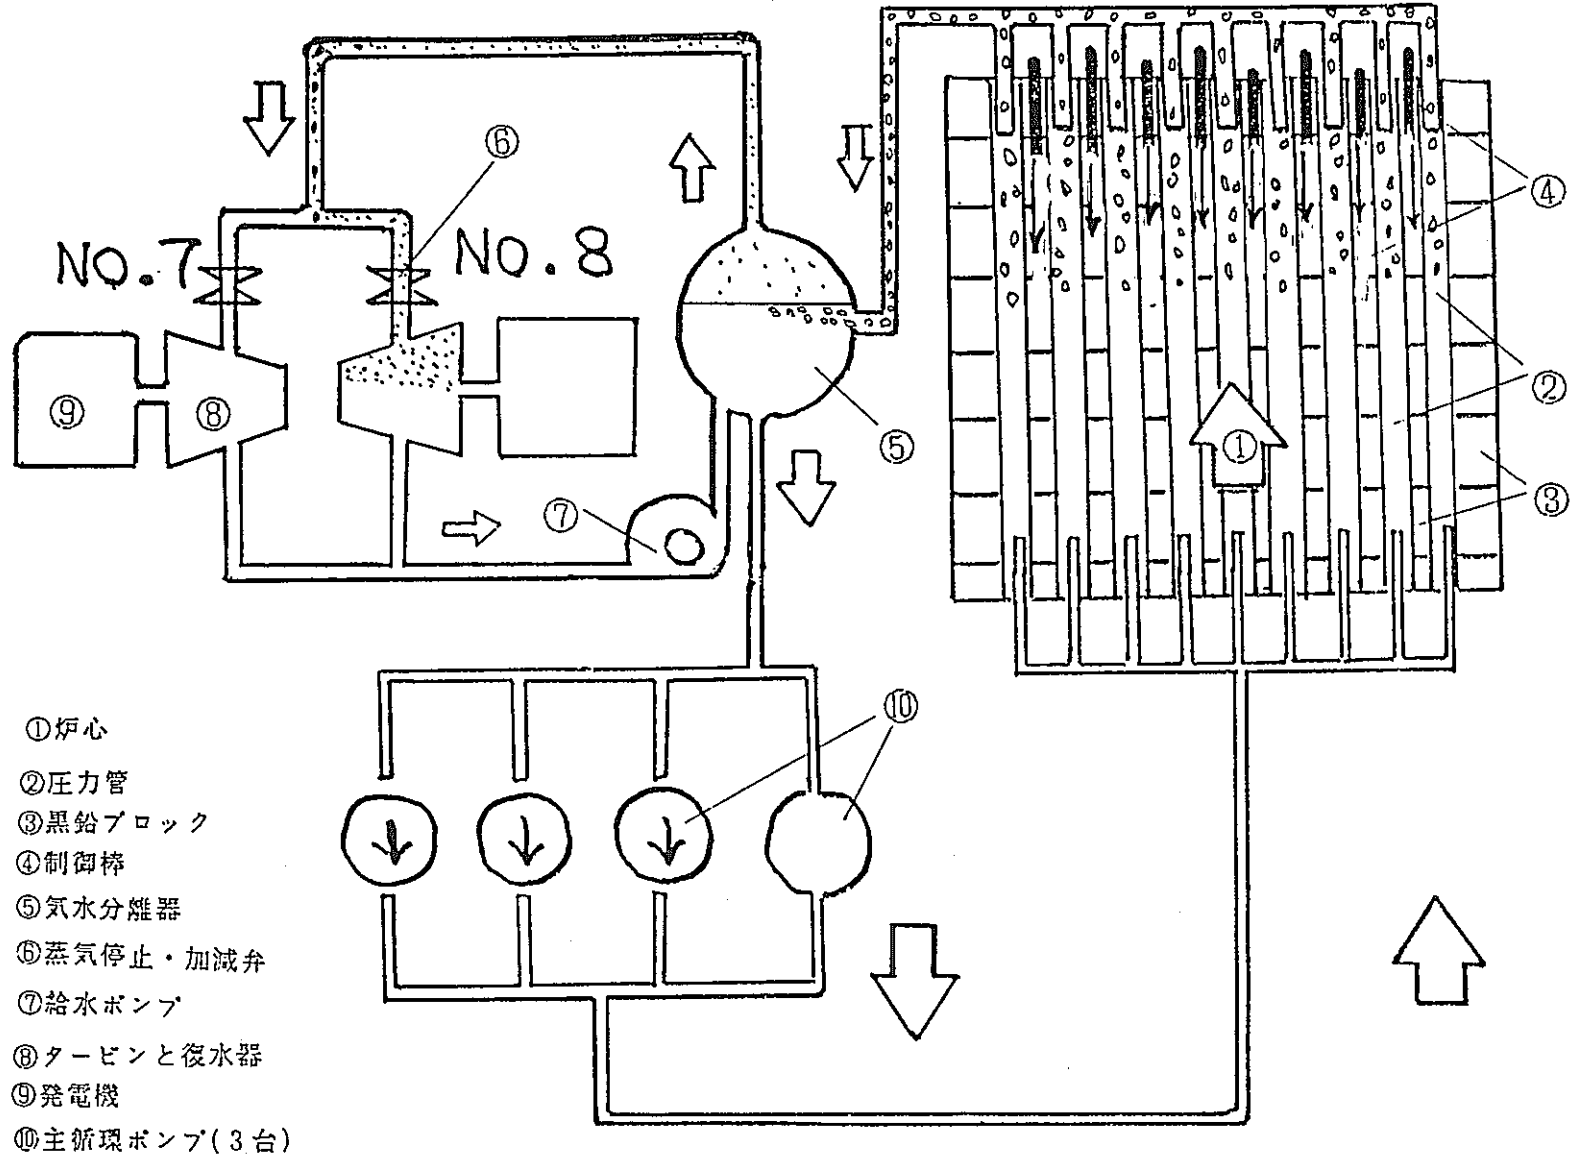 NO.7
NO.8
⑥
④
②
⑤
①
③
⑦
⑨
⑧
⑩
①炉心
②圧力管
③黒鉛ブロック
④制御棒
⑤気水分離器
⑥蒸気停止・加減弁
⑦給水ポンプ
⑧タービンと復水器
⑨発電機
⑩主循環ポンプ(3台)